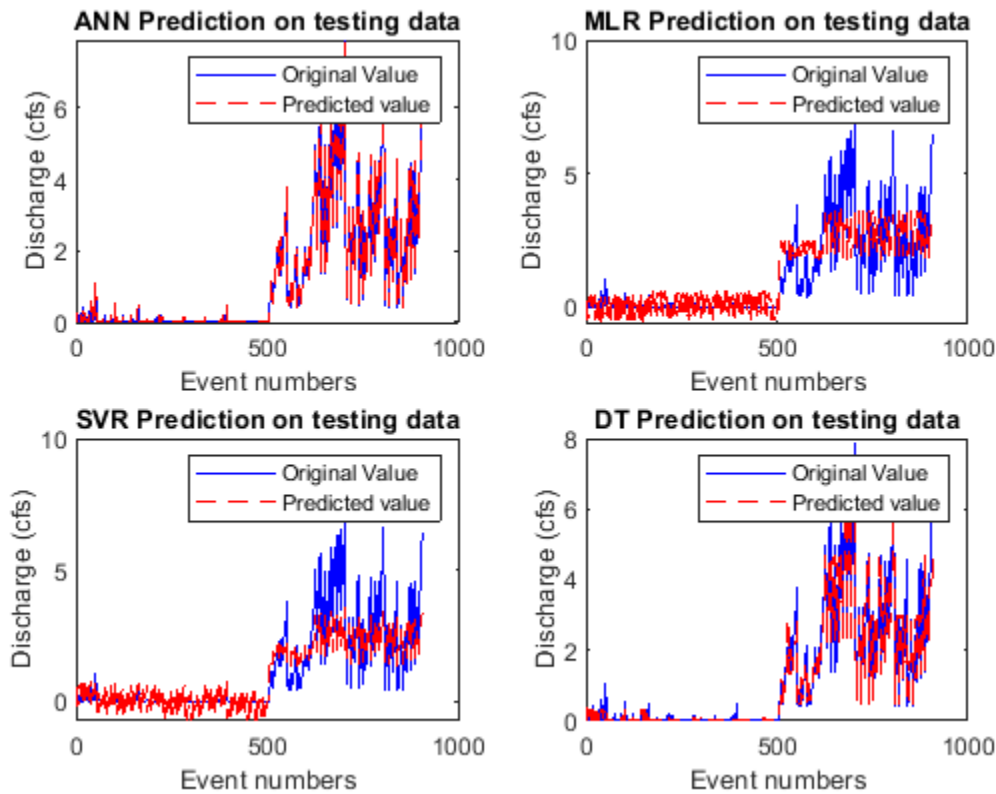 ANN Prediction on testing data
Original Value
Predicted value
6
4
2
0
Discharge (cfs)
0
500
1000
Event numbers
MLR Prediction on testing data
Original Value
Predicted value
10
5
0
Discharge (cfs)
0
500
1000
Event numbers
SVR Prediction on testing data
Original Value
Predicted value
10
5
0
Discharge (cfs)
0
500
1000
Event numbers
DT Prediction on testing data
Original Value
Predicted value
8
6
4
2
0
Discharge (cfs)
0
500
1000
Event numbers